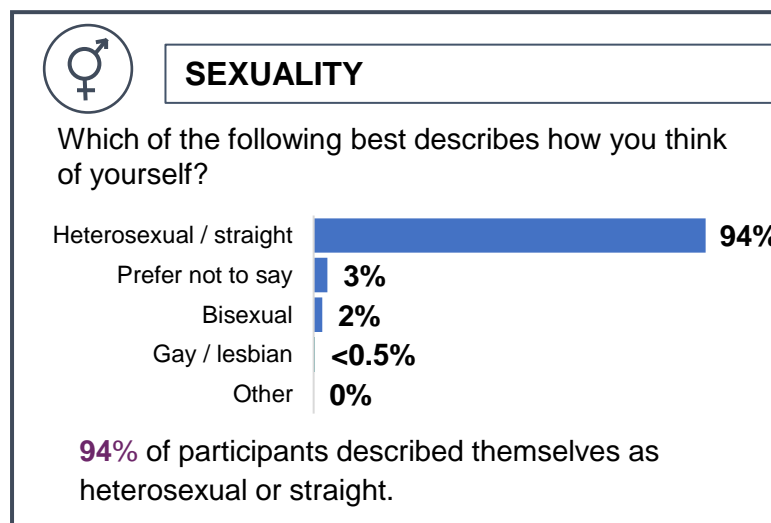 SEXUALITY
Which of the following best describes how you think
of yourself?
Heterosexual / straight 94%
Prefer not to say 3%
Bisexual 2%
Gay / lesbian <0.5%
Other 0%
94% of participants described themselves as
heterosexual or straight.